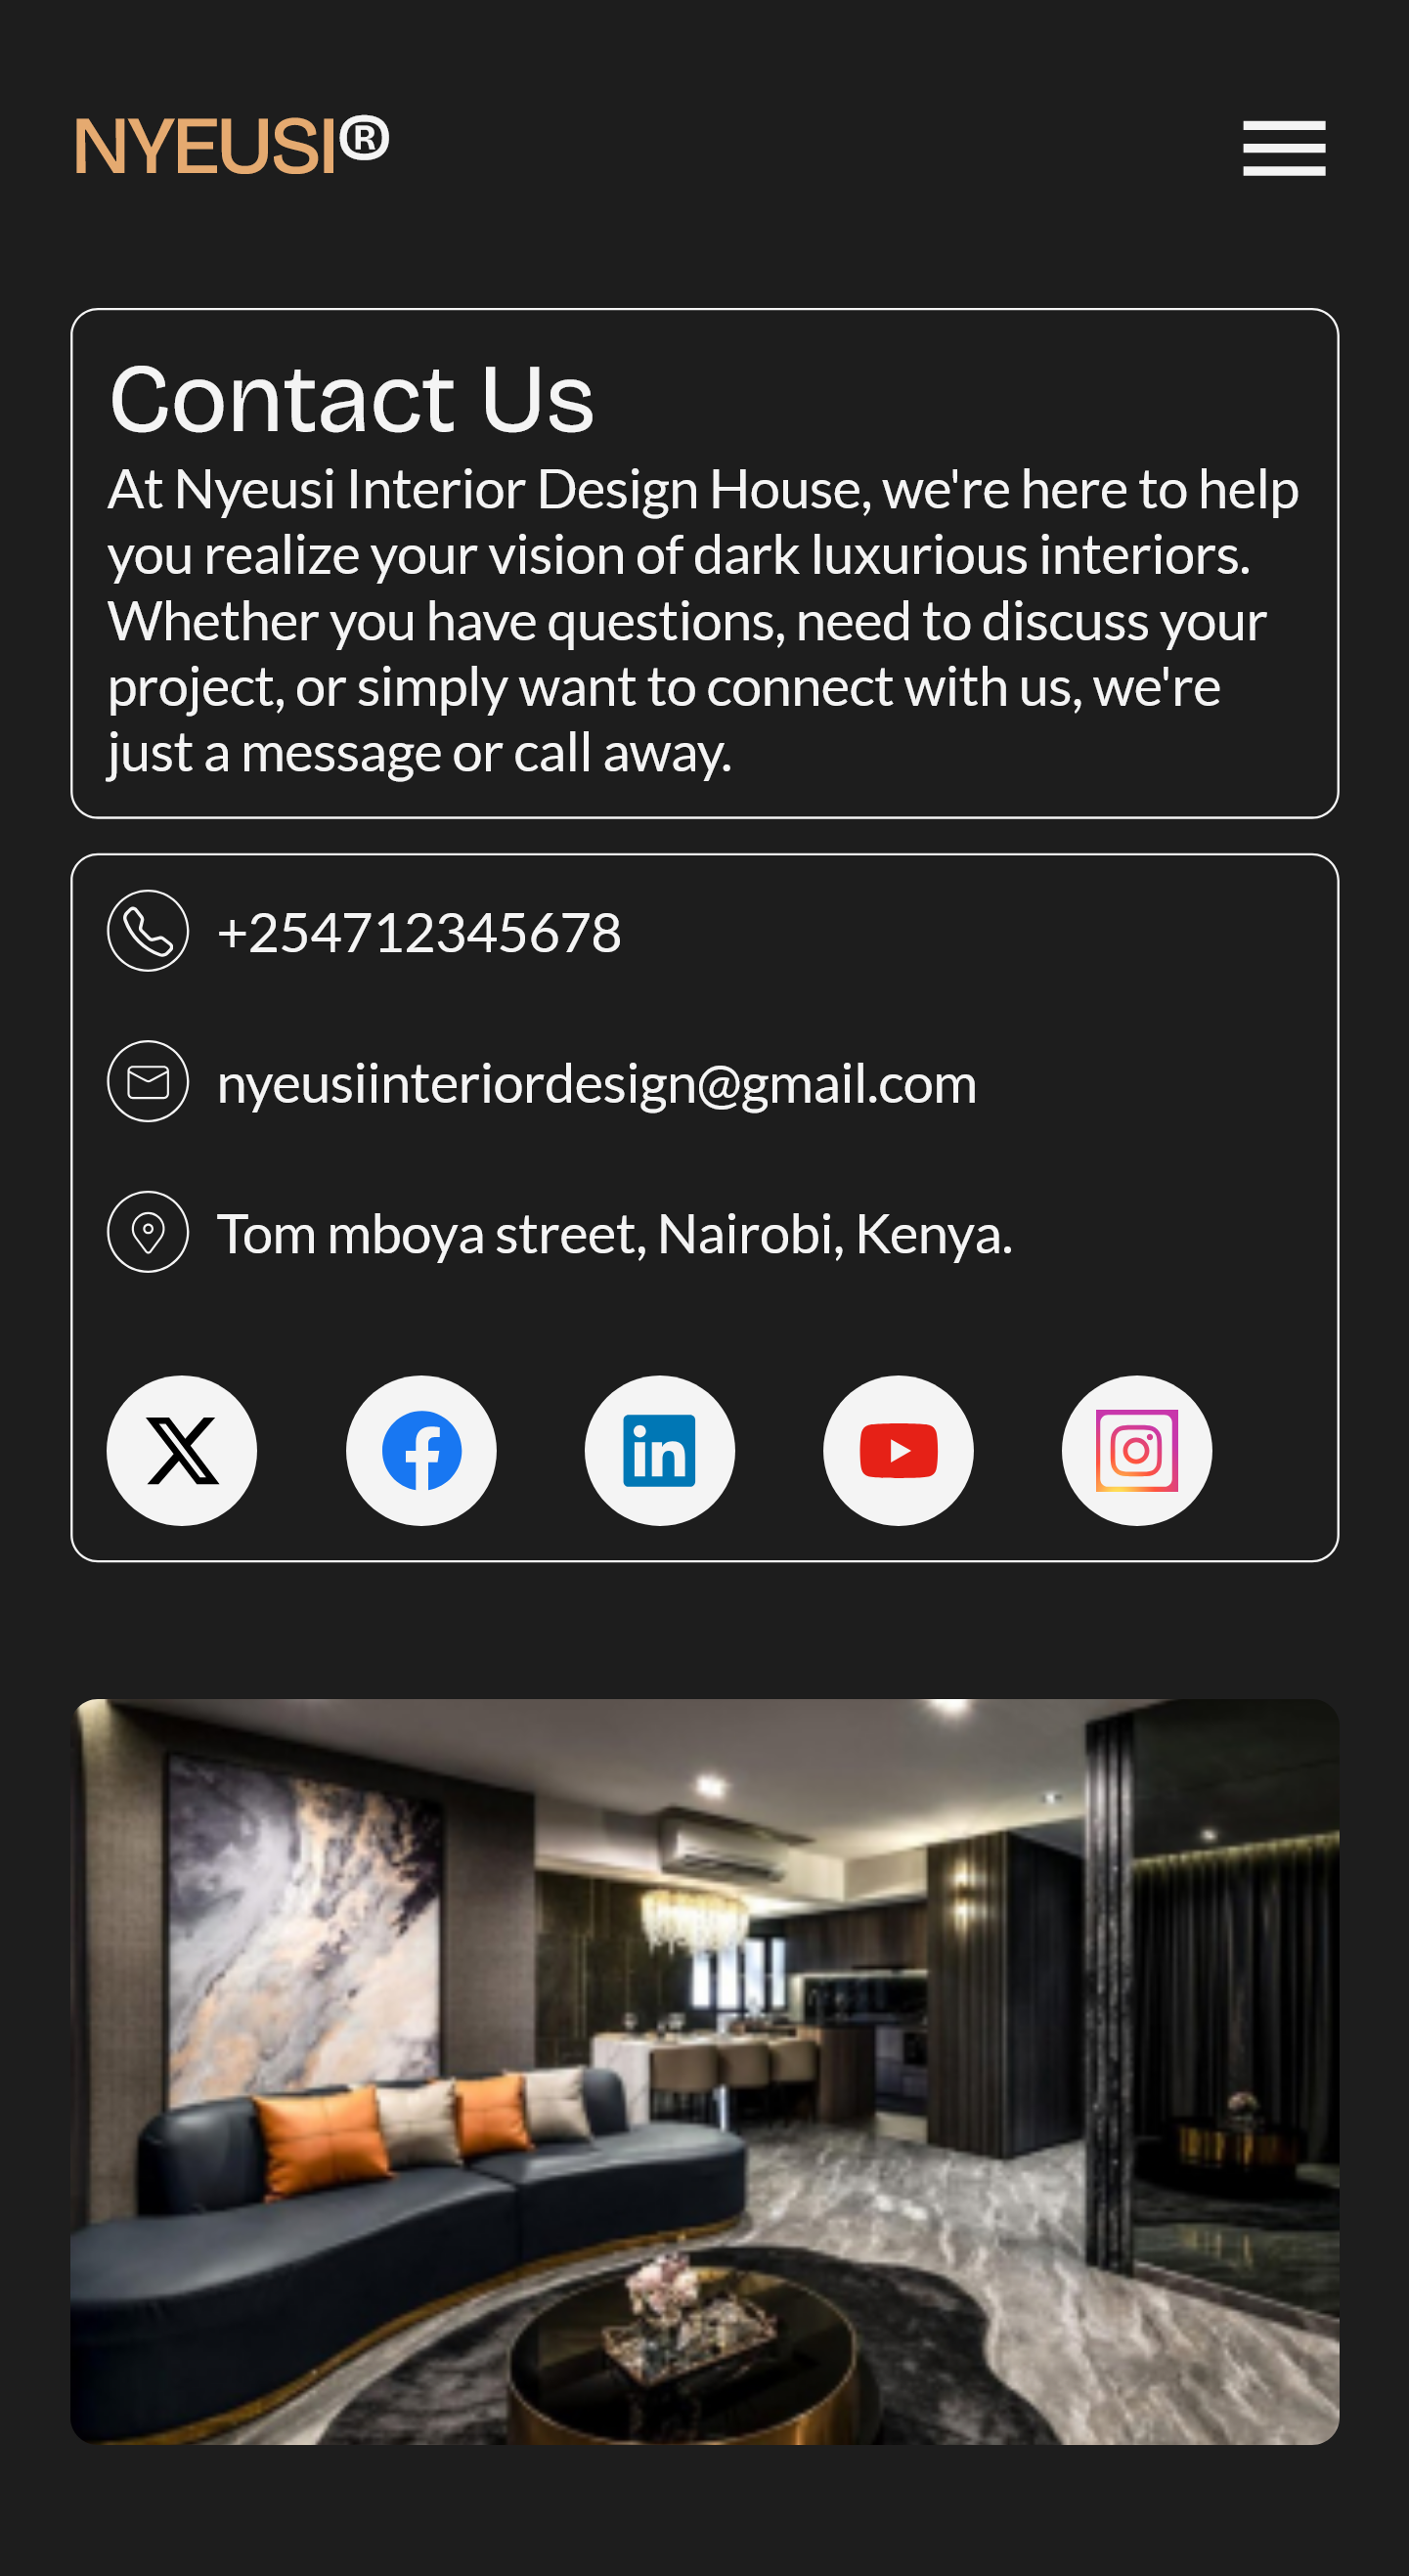 NYEUSI®
Contact Us
At Nyeusi Interior Design House, we're here to help
you realize your vision of dark luxurious interiors.
Whether you have questions, need to discuss your
project, or simply want to connect with us, we're
just a message or call away.
+254712345678
nyeusiinteriordesign@gmail.com
Tom mboya street, Nairobi, Kenya.